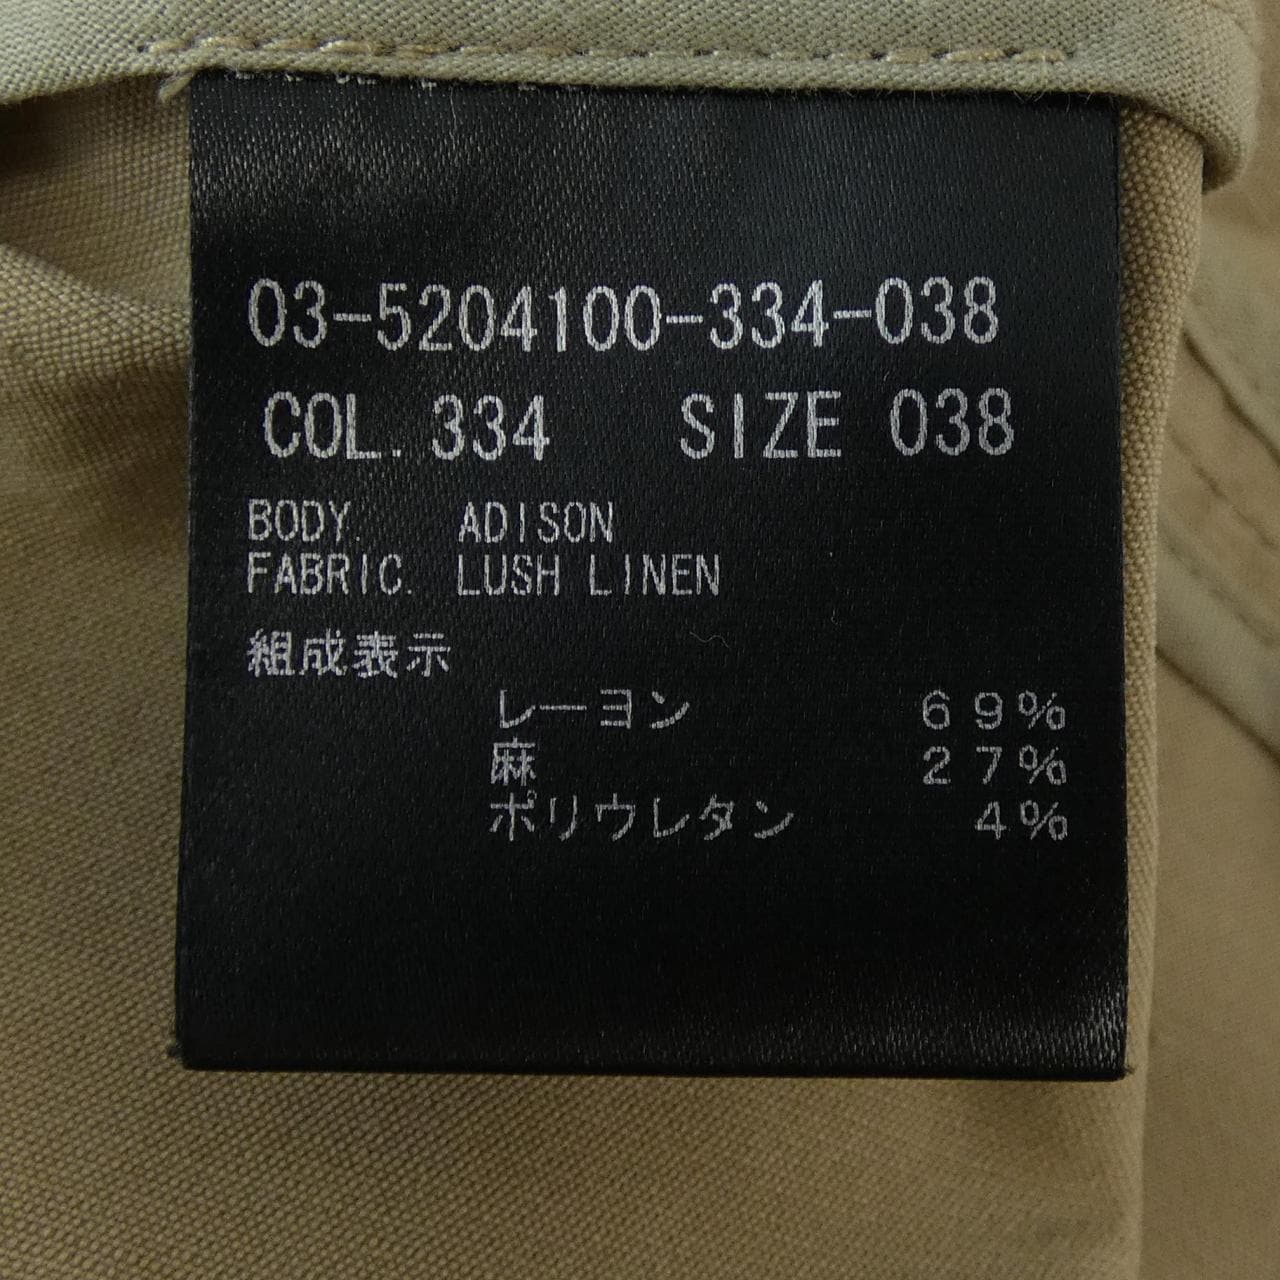 03-5204100-334-038
COL. 334 SIZE 038
BODY. ADISON
FABRIC. LUSH LINEN
組成表示
レーヨン 69%
麻 27%
ポリウレタン 4%